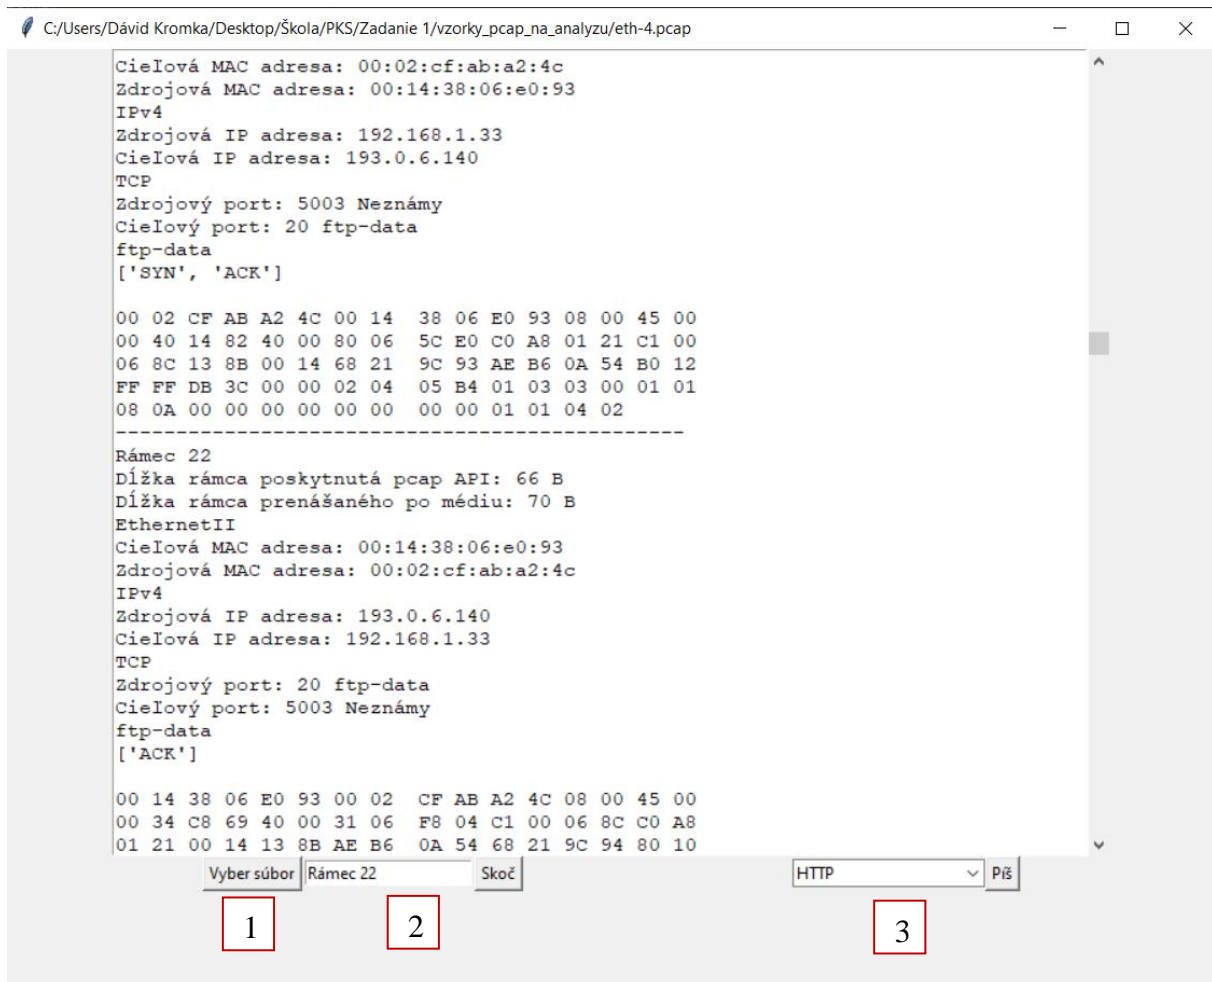 C:/Users/Dávid Kromka/Desktop/Škola/PKS/Zadanie 1/vzorky_pcap_na_analyzu/eth-4.pcap
Cieľová MAC adresa: 00:02:cf:ab:a2:4c
Zdrojová MAC adresa: 00:14:38:06:e0:93
IPv4
Zdrojová IP adresa: 192.168.1.33
Cieľová IP adresa: 193.0.6.140
TCP
Zdrojový port: 5003 Neznámy
Cieľový port: 20 ftp-data
ftp-data
['SYN', 'ACK']
00 02 CF AB A2 4C 00 14  38 06 E0 93 08 00 45 00
00 40 14 82 40 00 80 06  5C E0 C0 A8 01 21 C1 00
06 8C 13 8B 00 14 68 21  9C 93 AE B6 0A 54 B0 12
FF FF DB 3C 00 00 02 04  05 B4 01 03 03 00 01 01
08 0A 00 00 00 00 00 00  00 00 01 01 04 02
-----------------------------------------------
Rámec 22
Dĺžka rámca poskytnutá pcap API: 66 B
Dĺžka rámca prenášaného po médiu: 70 B
EthernetII
Cieľová MAC adresa: 00:14:38:06:e0:93
Zdrojová MAC adresa: 00:02:cf:ab:a2:4c
IPv4
Zdrojová IP adresa: 193.0.6.140
Cieľová IP adresa: 192.168.1.33
TCP
Zdrojový port: 20 ftp-data
Cieľový port: 5003 Neznámy
ftp-data
['ACK']
00 14 38 06 E0 93 00 02  CF AB A2 4C 08 00 45 00
00 34 C8 69 40 00 31 06  F8 04 C1 00 06 8C C0 A8
01 21 00 14 13 8B AE B6  0A 54 68 21 9C 94 80 10
Vyber súbor Rámec 22 Skoč HTTP Píš
1 2 3